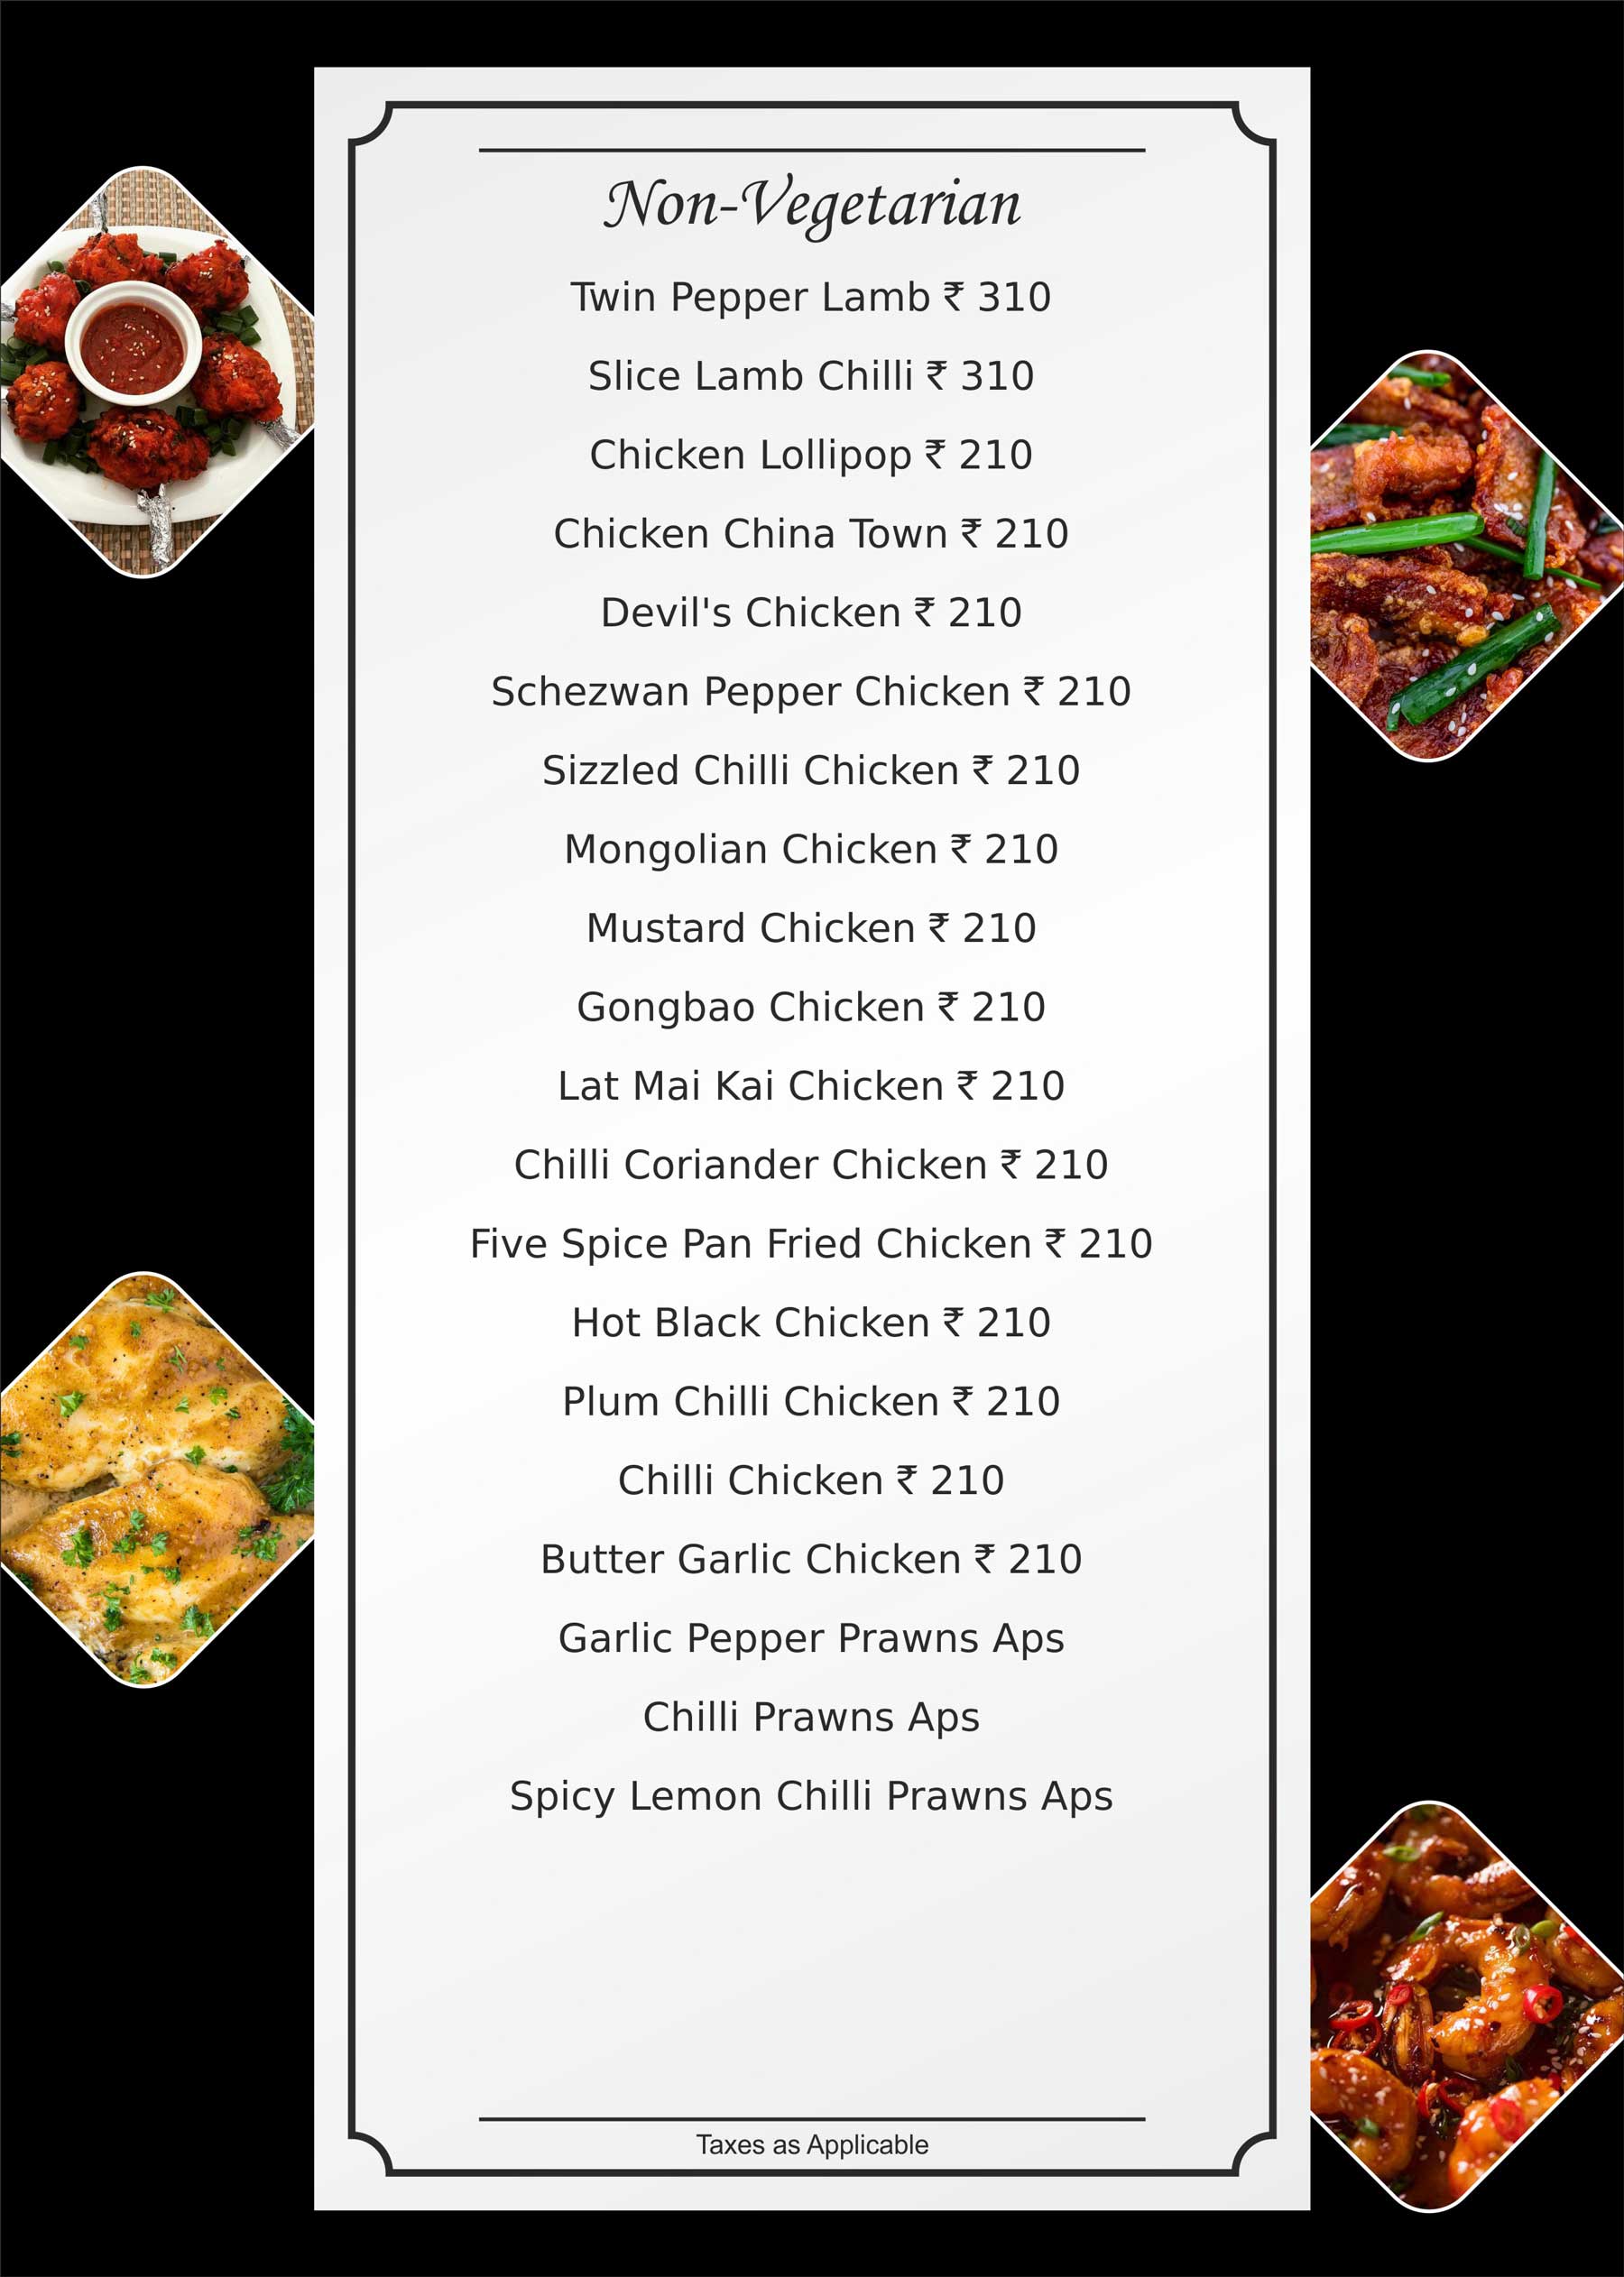 Non-Vegetarian
Twin Pepper Lamb ₹ 310
Slice Lamb Chilli ₹ 310
Chicken Lollipop ₹ 210
Chicken China Town ₹ 210
Devil's Chicken ₹ 210
Schezwan Pepper Chicken ₹ 210
Sizzled Chilli Chicken ₹ 210
Mongolian Chicken ₹ 210
Mustard Chicken ₹ 210
Gongbao Chicken ₹ 210
Lat Mai Kai Chicken ₹ 210
Chilli Coriander Chicken ₹ 210
Five Spice Pan Fried Chicken ₹ 210
Hot Black Chicken ₹ 210
Plum Chilli Chicken ₹ 210
Chilli Chicken ₹ 210
Butter Garlic Chicken ₹ 210
Garlic Pepper Prawns Aps
Chilli Prawns Aps
Spicy Lemon Chilli Prawns Aps
Taxes as Applicable